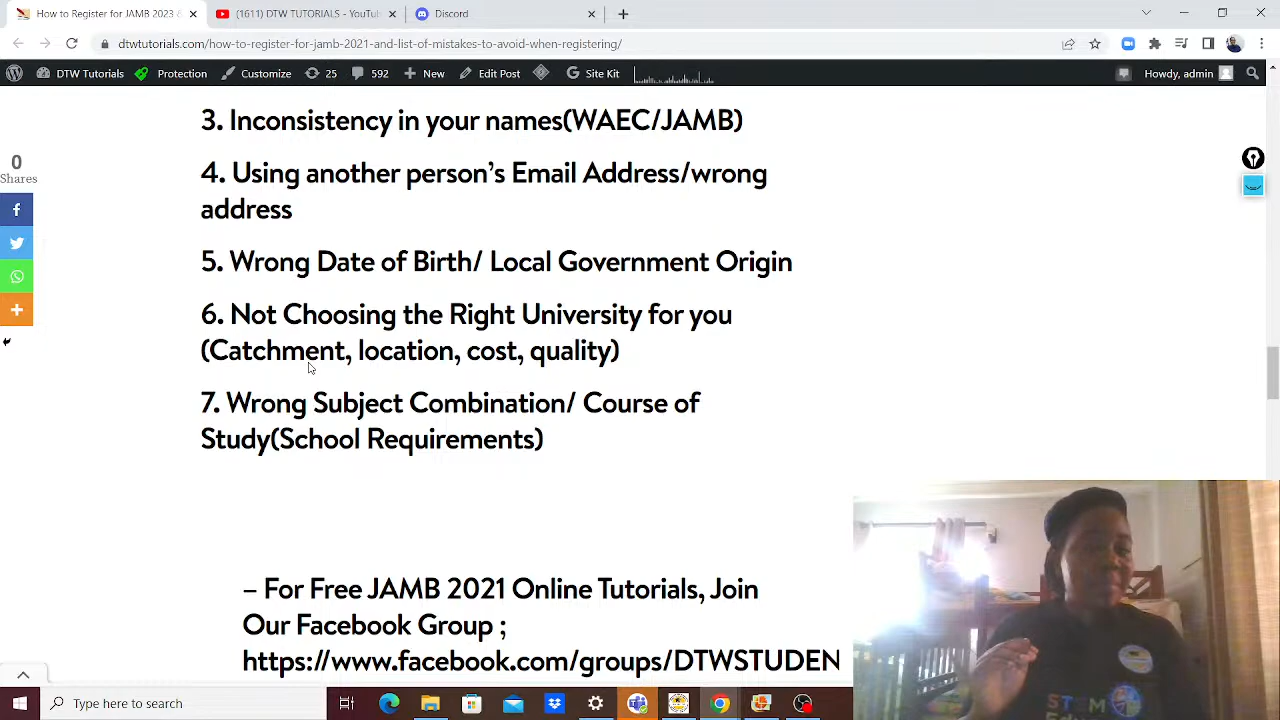 How to Register for JAMB 2023
(1611) DTW TUTORIALS - YouTu
Discord
dtwtutorials.com/how-to-register-for-jamb-2021-and-list-of-mistakes-to-avoid-when-registering/
DTW Tutorials
Protection
Customize
25
592
New
Edit Post
Site Kit
Howdy, admin
3. Inconsistency in your names(WAEC/JAMB)
0
Shares
4. Using another person’s Email Address/wrong
address
5. Wrong Date of Birth/ Local Government Origin
6. Not Choosing the Right University for you
(Catchment, location, cost, quality)
7. Wrong Subject Combination/ Course of
Study(School Requirements)
– For Free JAMB 2021 Online Tutorials, Join
Our Facebook Group ;
https://www.facebook.com/groups/DTWSTUDEN
STEM
Type here to search